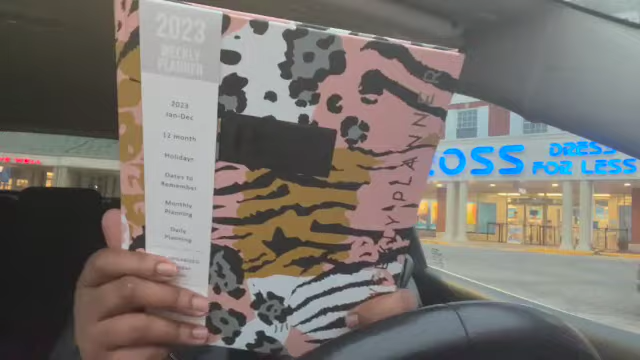 2023
WEEKLY
PLANNER
2023
Jan-Dec
12 Month
Holidays
Dates to
Remember
Monthly
Planning
Daily
Planning
PLANNER
OSS
DRESS
FOR LESS